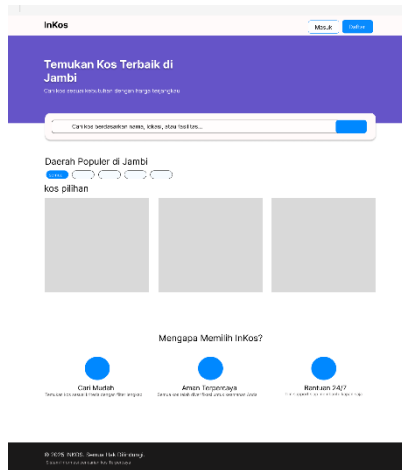 InKos
Masuk
Daftar
Temukan Kos Terbaik di
Jambi
Cari kos sesuai kebutuhan dengan harga terjangkau
Cari kos berdasarkan nama, lokasi, atau fasilitas...
Daerah Populer di Jambi
kos pilihan
Mengapa Memilih InKos?
Cari Mudah
Aman Terpercaya
Bantuan 24/7
© 2025 INKOS. Semua Hak Dilindungi.